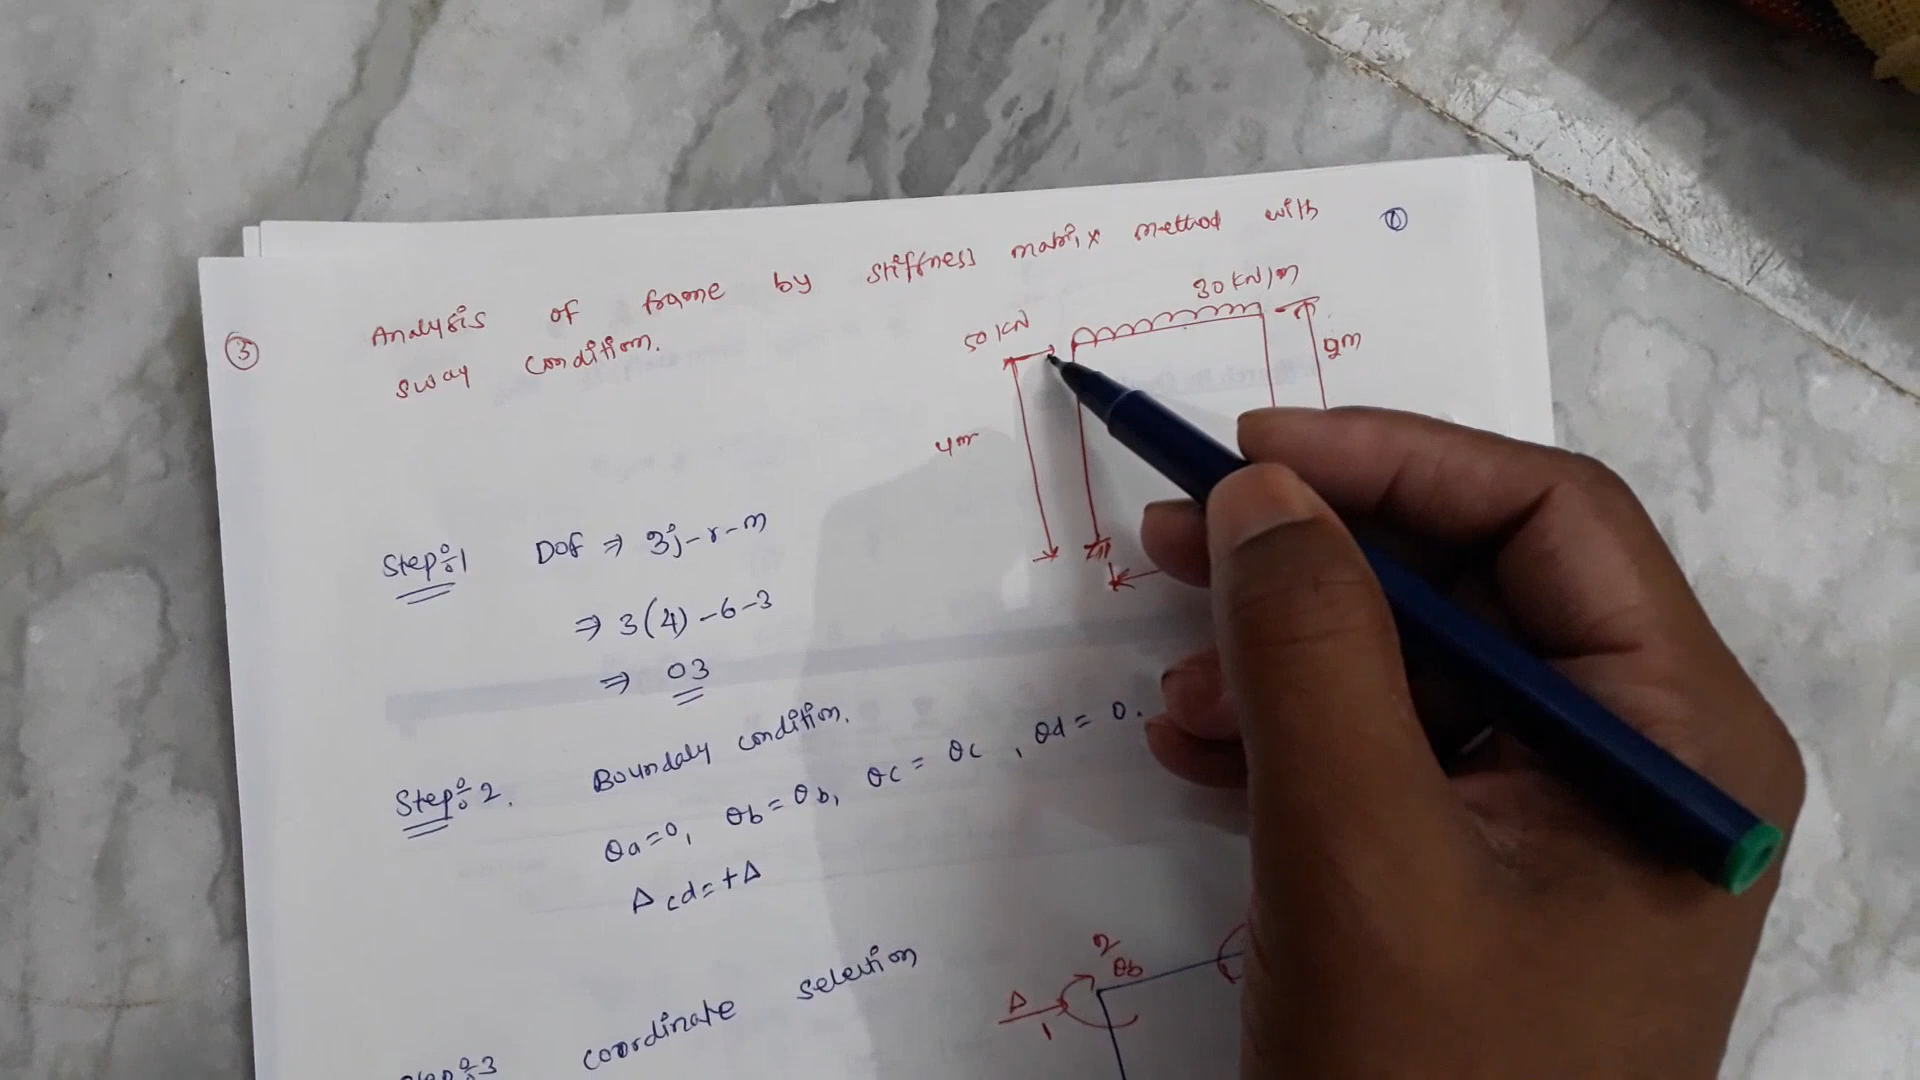 ③ Analysis of frame by stiffness matrix method with ①
sway condition.
30 kN/m
50 kN
4m
Step:1 Dof ⇒ 3j-r-m
⇒ 3(4) -6-3
⇒ 03
Step: 2. Boundary condition.
θa=0, θb=θb, θc= θc, θd= 0.
Δcd=+Δ
Step:3 coordinate selection
2
θb
Δ
1